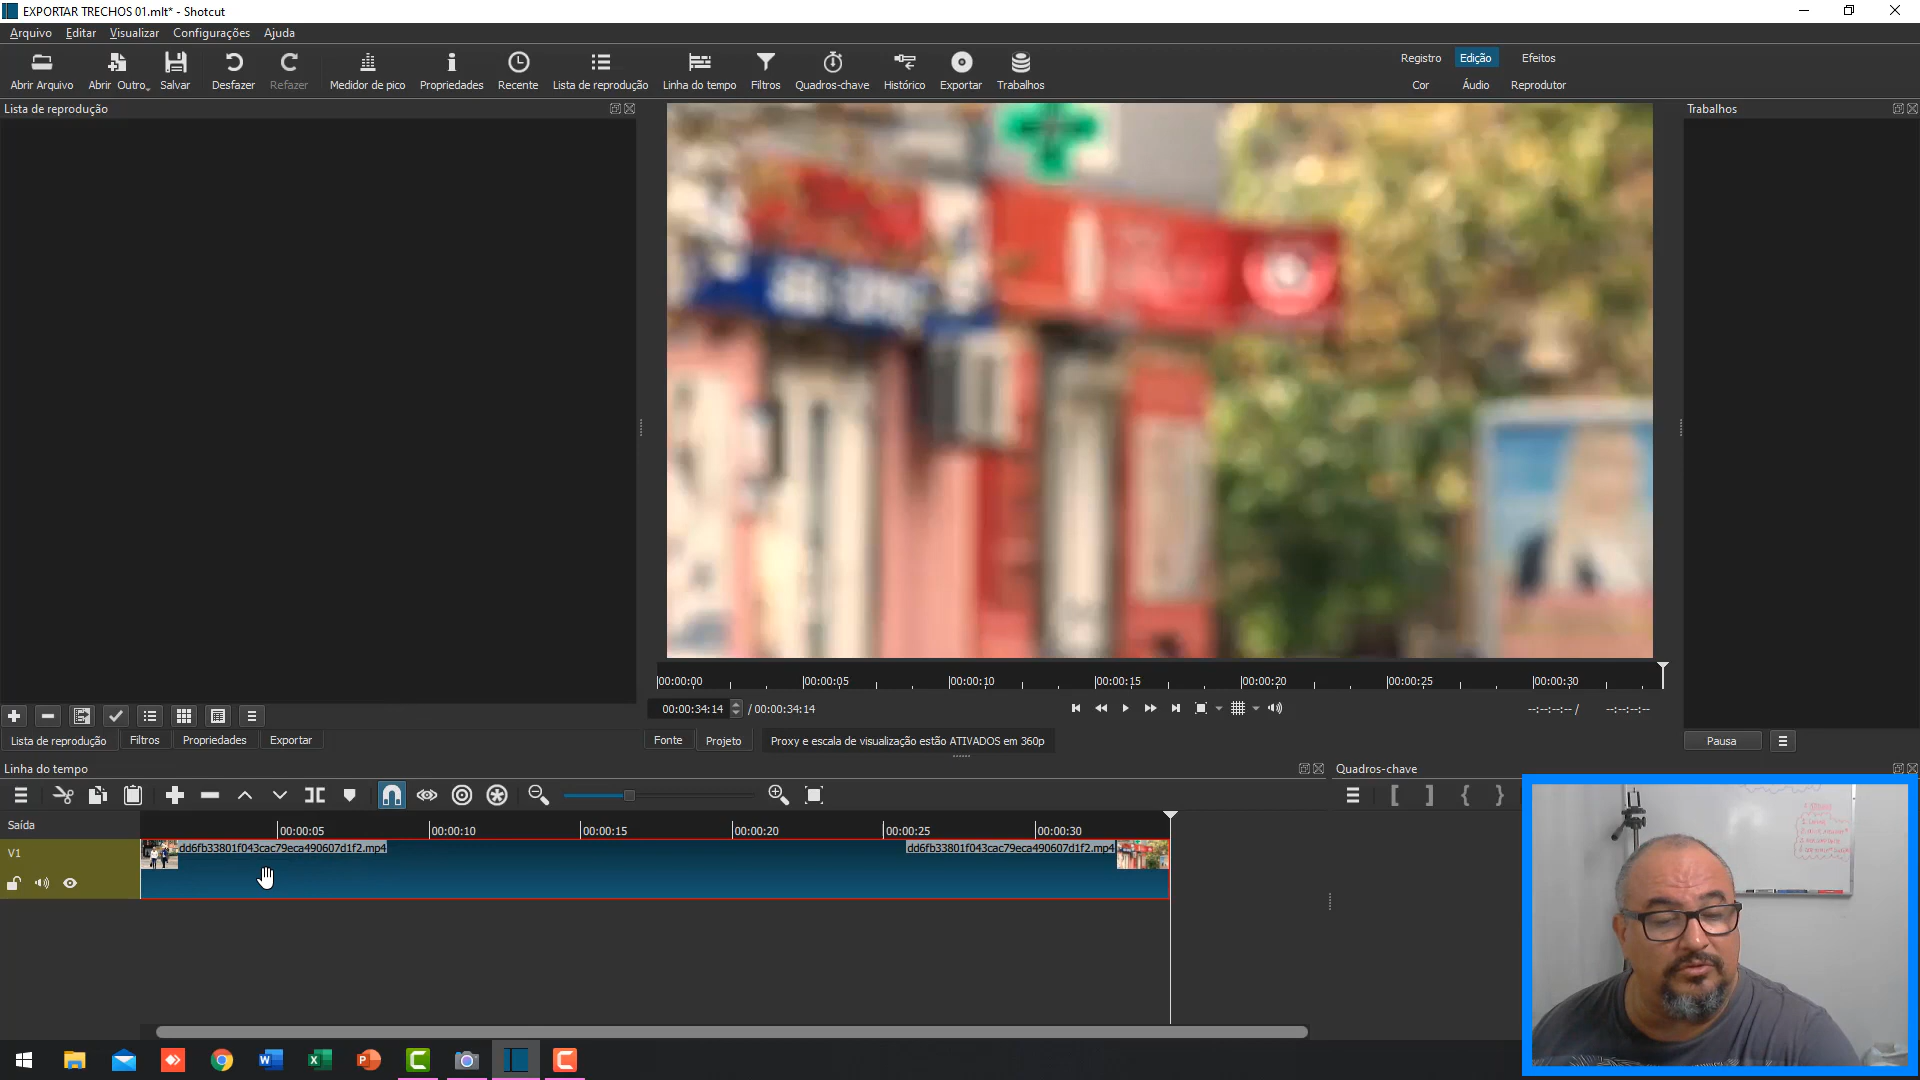 EXPORTAR TRECHOS 01.mlt* - Shotcut
Arquivo Editar Visualizar Configurações Ajuda
Abrir Arquivo Abrir Outro Salvar Desfazer Refazer Medidor de pico Propriedades Recente Lista de reprodução Linha do tempo Filtros Quadros-chave Histórico Exportar Trabalhos
Registro Edição Efeitos
Cor Áudio Reprodutor
Lista de reprodução
Trabalhos
00:00:00 00:00:05 00:00:10 00:00:15 00:00:20 00:00:25 00:00:30
00:00:34:14 / 00:00:34:14
--:--:--:-- / --:--:--:--
Lista de reprodução Filtros Propriedades Exportar
Fonte Projeto Proxy e escala de visualização estão ATIVADOS em 360p
Pausa
Linha do tempo
Quadros-chave
Saída
00:00:05 00:00:10 00:00:15 00:00:20 00:00:25 00:00:30
V1
dd6fb33801f043cac79eca490607d1f2.mp4 dd6fb33801f043cac79eca490607d1f2.mp4